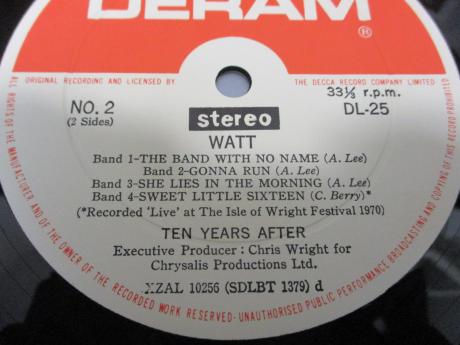 DERAM
®
ORIGINAL RECORDING AND LICENSED BY THE DECCA RECORD COMPANY LIMITED
NO. 2
(2 Sides)
stereo
33⅓ r.p.m.
DL-25
WATT
Band 1-THE BAND WITH NO NAME (A. Lee)
Band 2-GONNA RUN (A. Lee)
Band 3-SHE LIES IN THE MORNING (A. Lee)
Band 4-SWEET LITTLE SIXTEEN (C. Berry)*
(*Recorded 'Live' at The Isle of Wright Festival 1970)
TEN YEARS AFTER
Executive Producer : Chris Wright for
Chrysalis Productions Ltd.
XZAL 10256 (SDLBT 1379) d
ALL RIGHTS OF THE MANUFACTURER AND OF THE OWNER OF THE RECORDED WORK RESERVED-UNAUTHORISED PUBLIC PERFORMANCE BROADCASTING AND COPYING